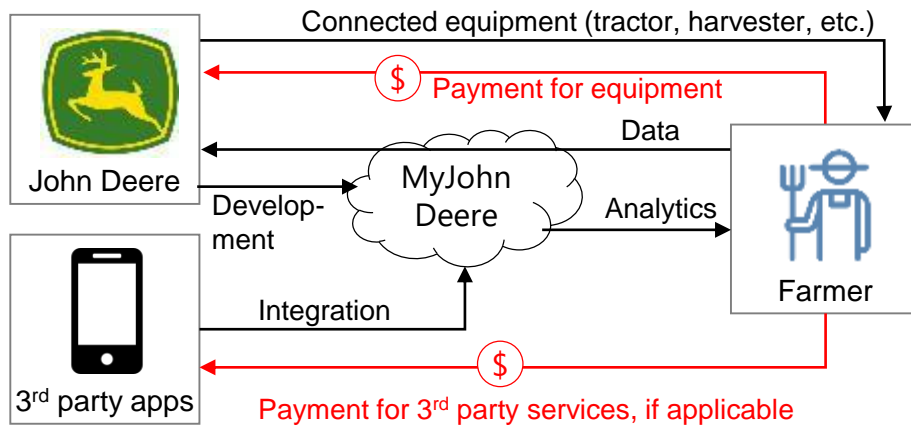 Connected equipment (tractor, harvester, etc.)
$
Payment for equipment
Data
John Deere
MyJohn
Deere
Develop-
ment
Analytics
Farmer
Integration
$
3rd party apps
Payment for 3rd party services, if applicable